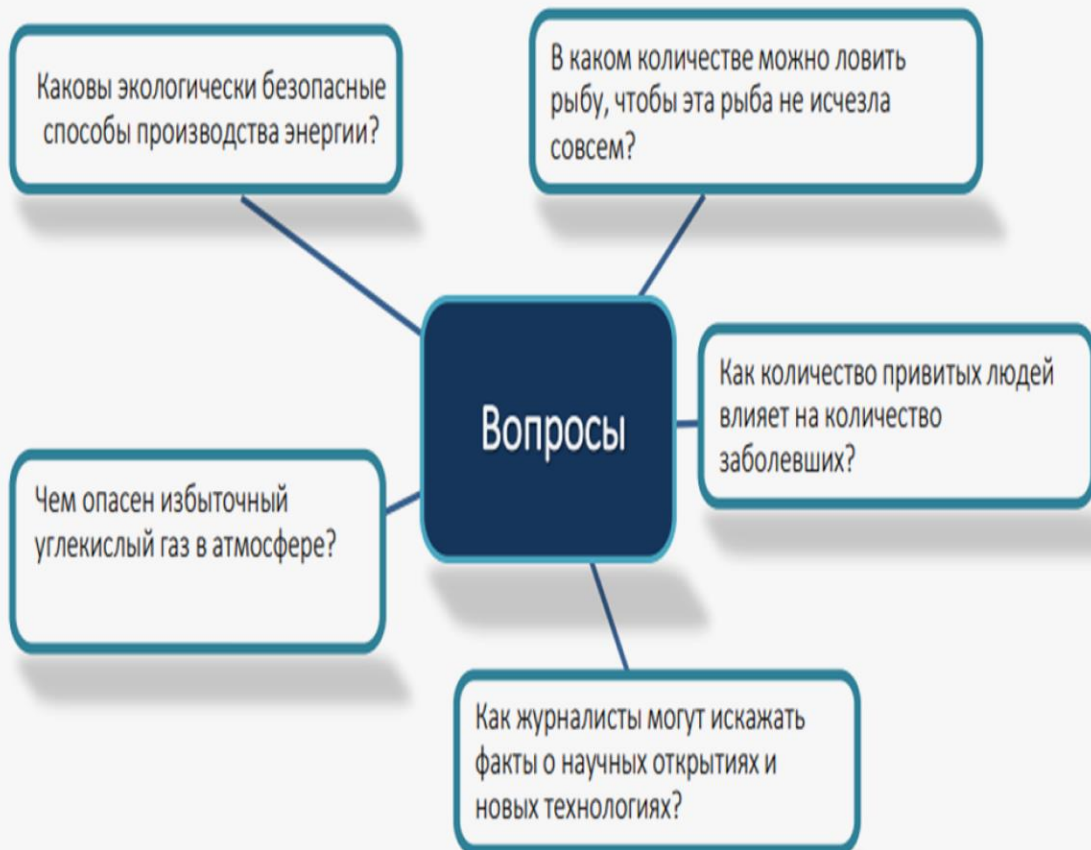 Каковы экологически безопасные
способы производства энергии?
В каком количестве можно ловить
рыбу, чтобы эта рыба не исчезла
совсем?
Вопросы
Как количество привитых людей
влияет на количество
заболевших?
Чем опасен избыточный
углекислый газ в атмосфере?
Как журналисты могут искажать
факты о научных открытиях и
новых технологиях?